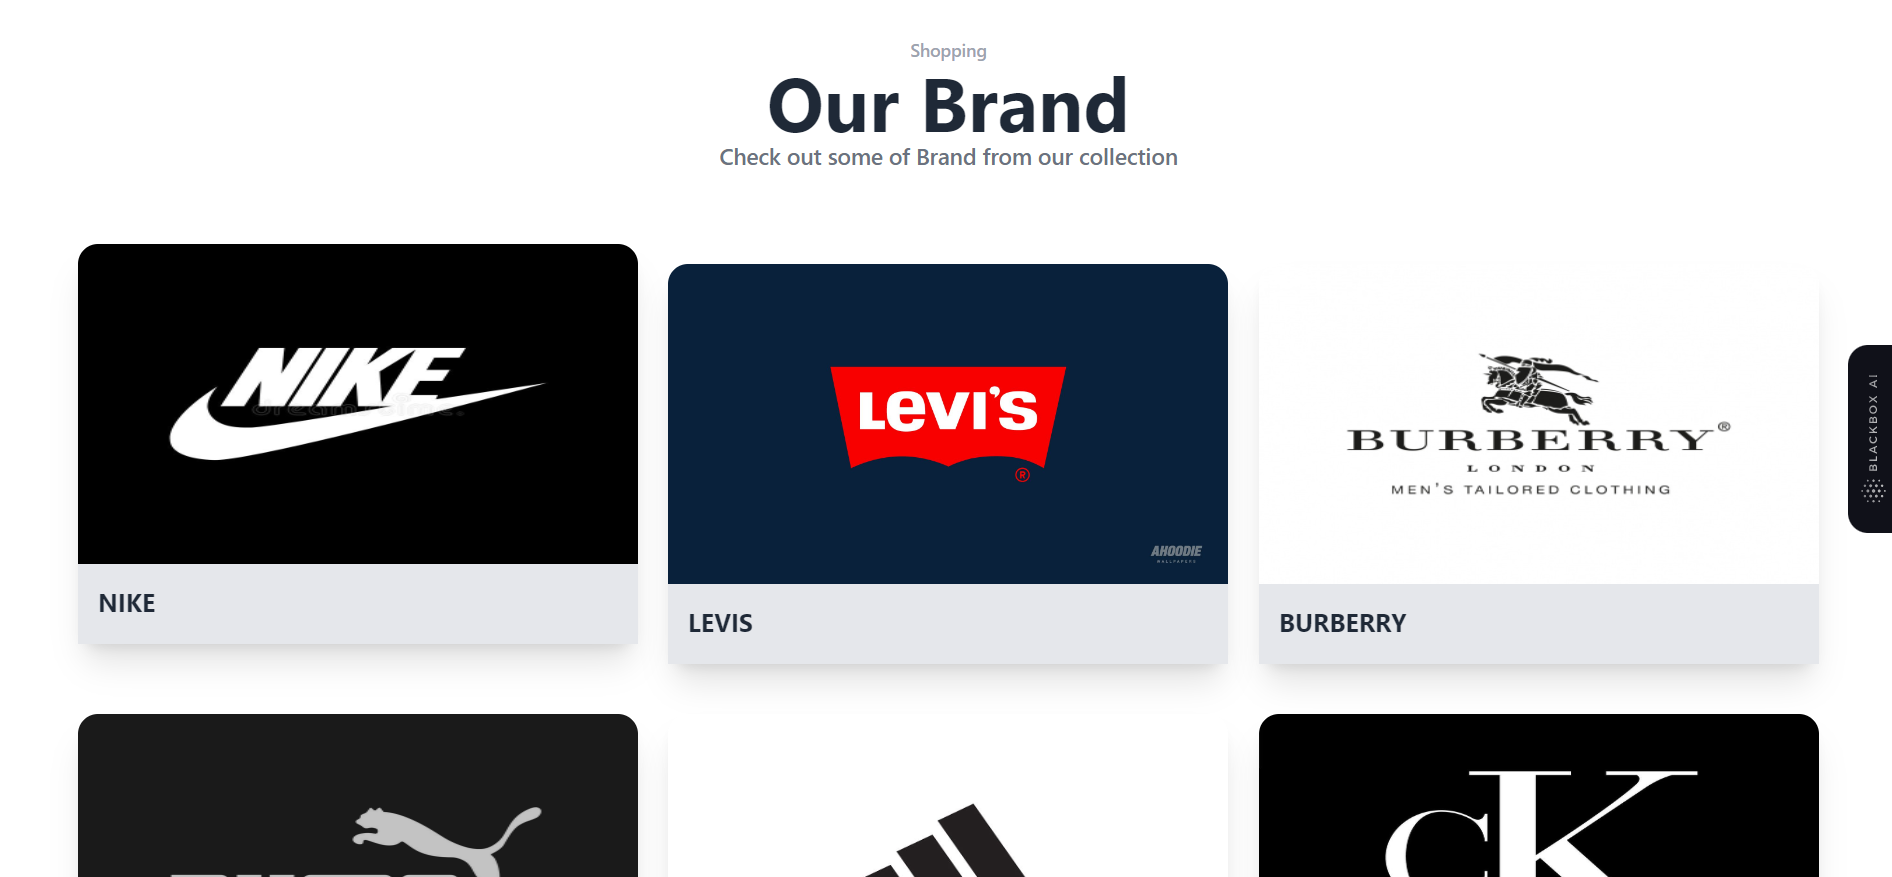 Shopping
Our Brand
Check out some of Brand from our collection
NIKE
NIKE
LEVI'S
®
AHOODIE
WALLPAPERS
LEVIS
BURBERRY®
LONDON
MEN'S TAILORED CLOTHING
BURBERRY
BLACKBOX AI
CK